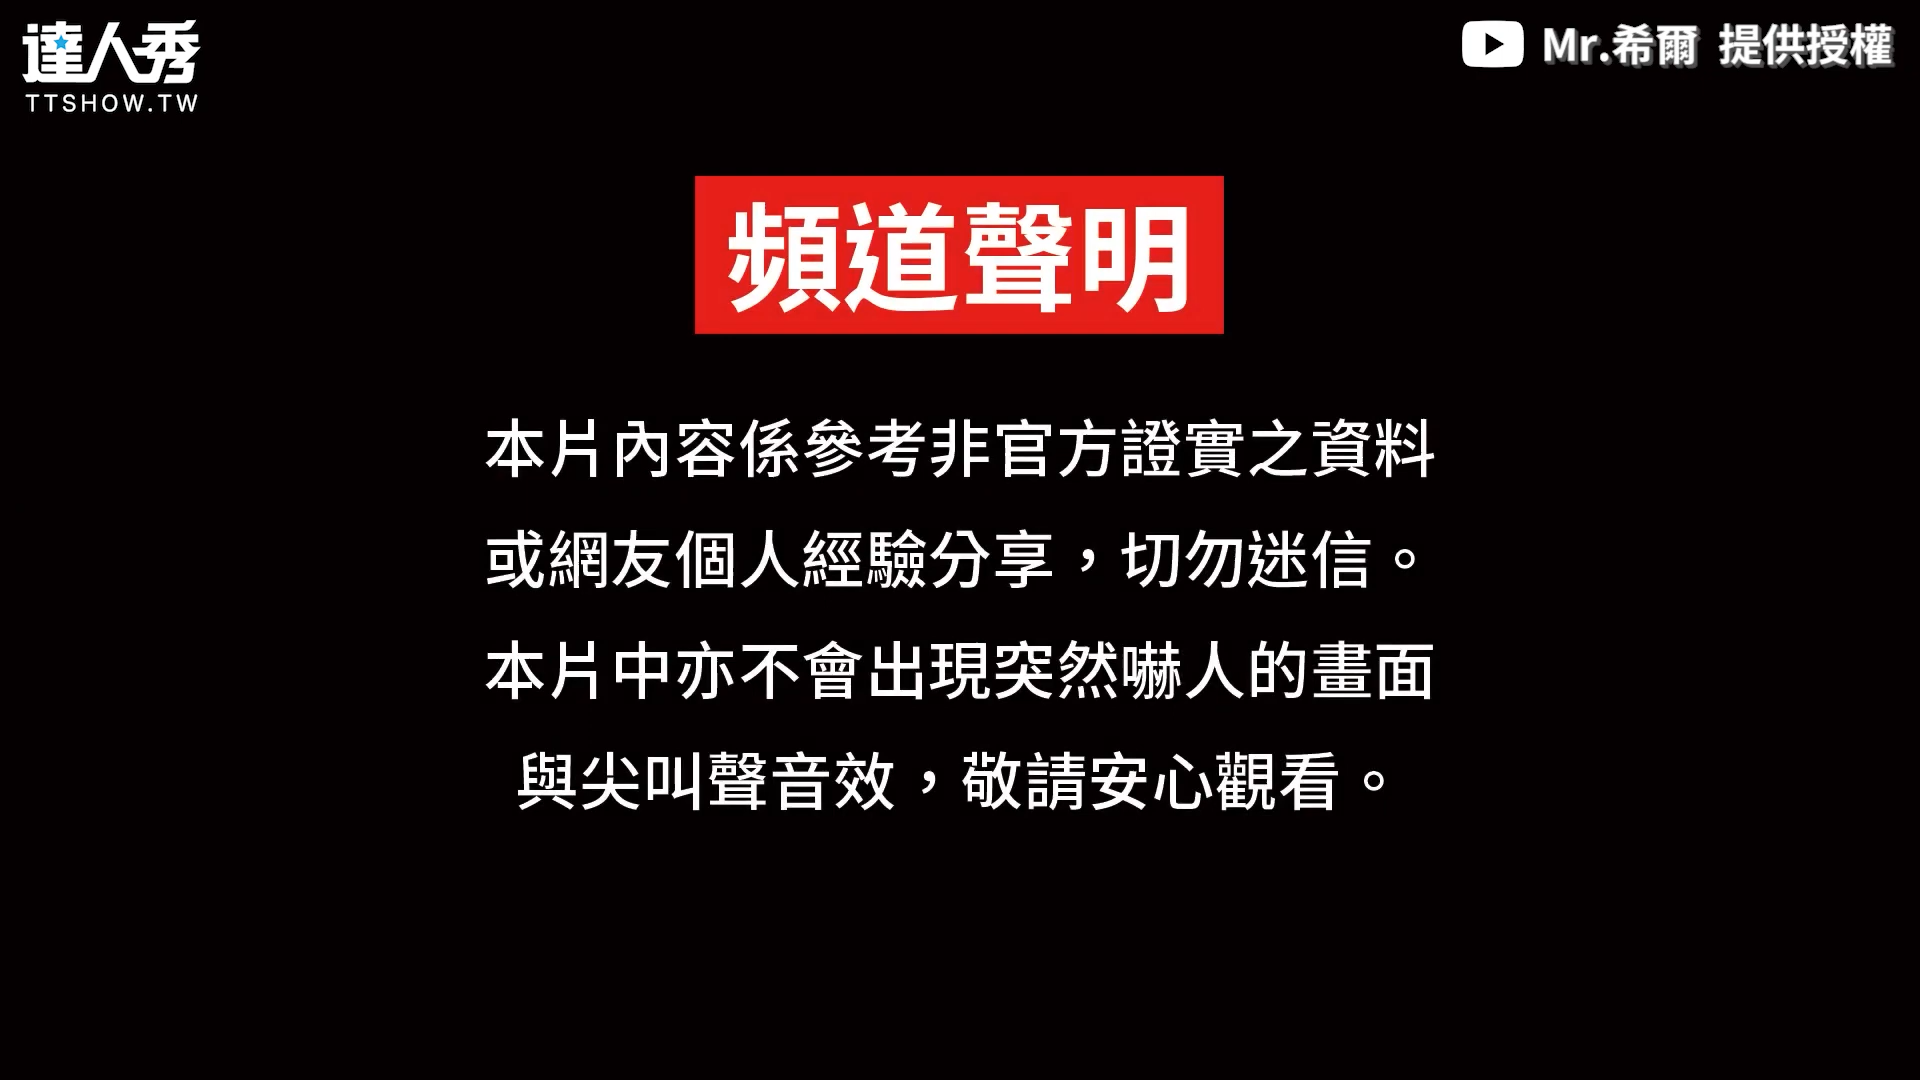 達人秀
TTSHOW.TW
Mr.希爾 提供授權
頻道聲明
本片內容係參考非官方證實之資料
或網友個人經驗分享，切勿迷信。
本片中亦不會出現突然嚇人的畫面
與尖叫聲音效，敬請安心觀看。